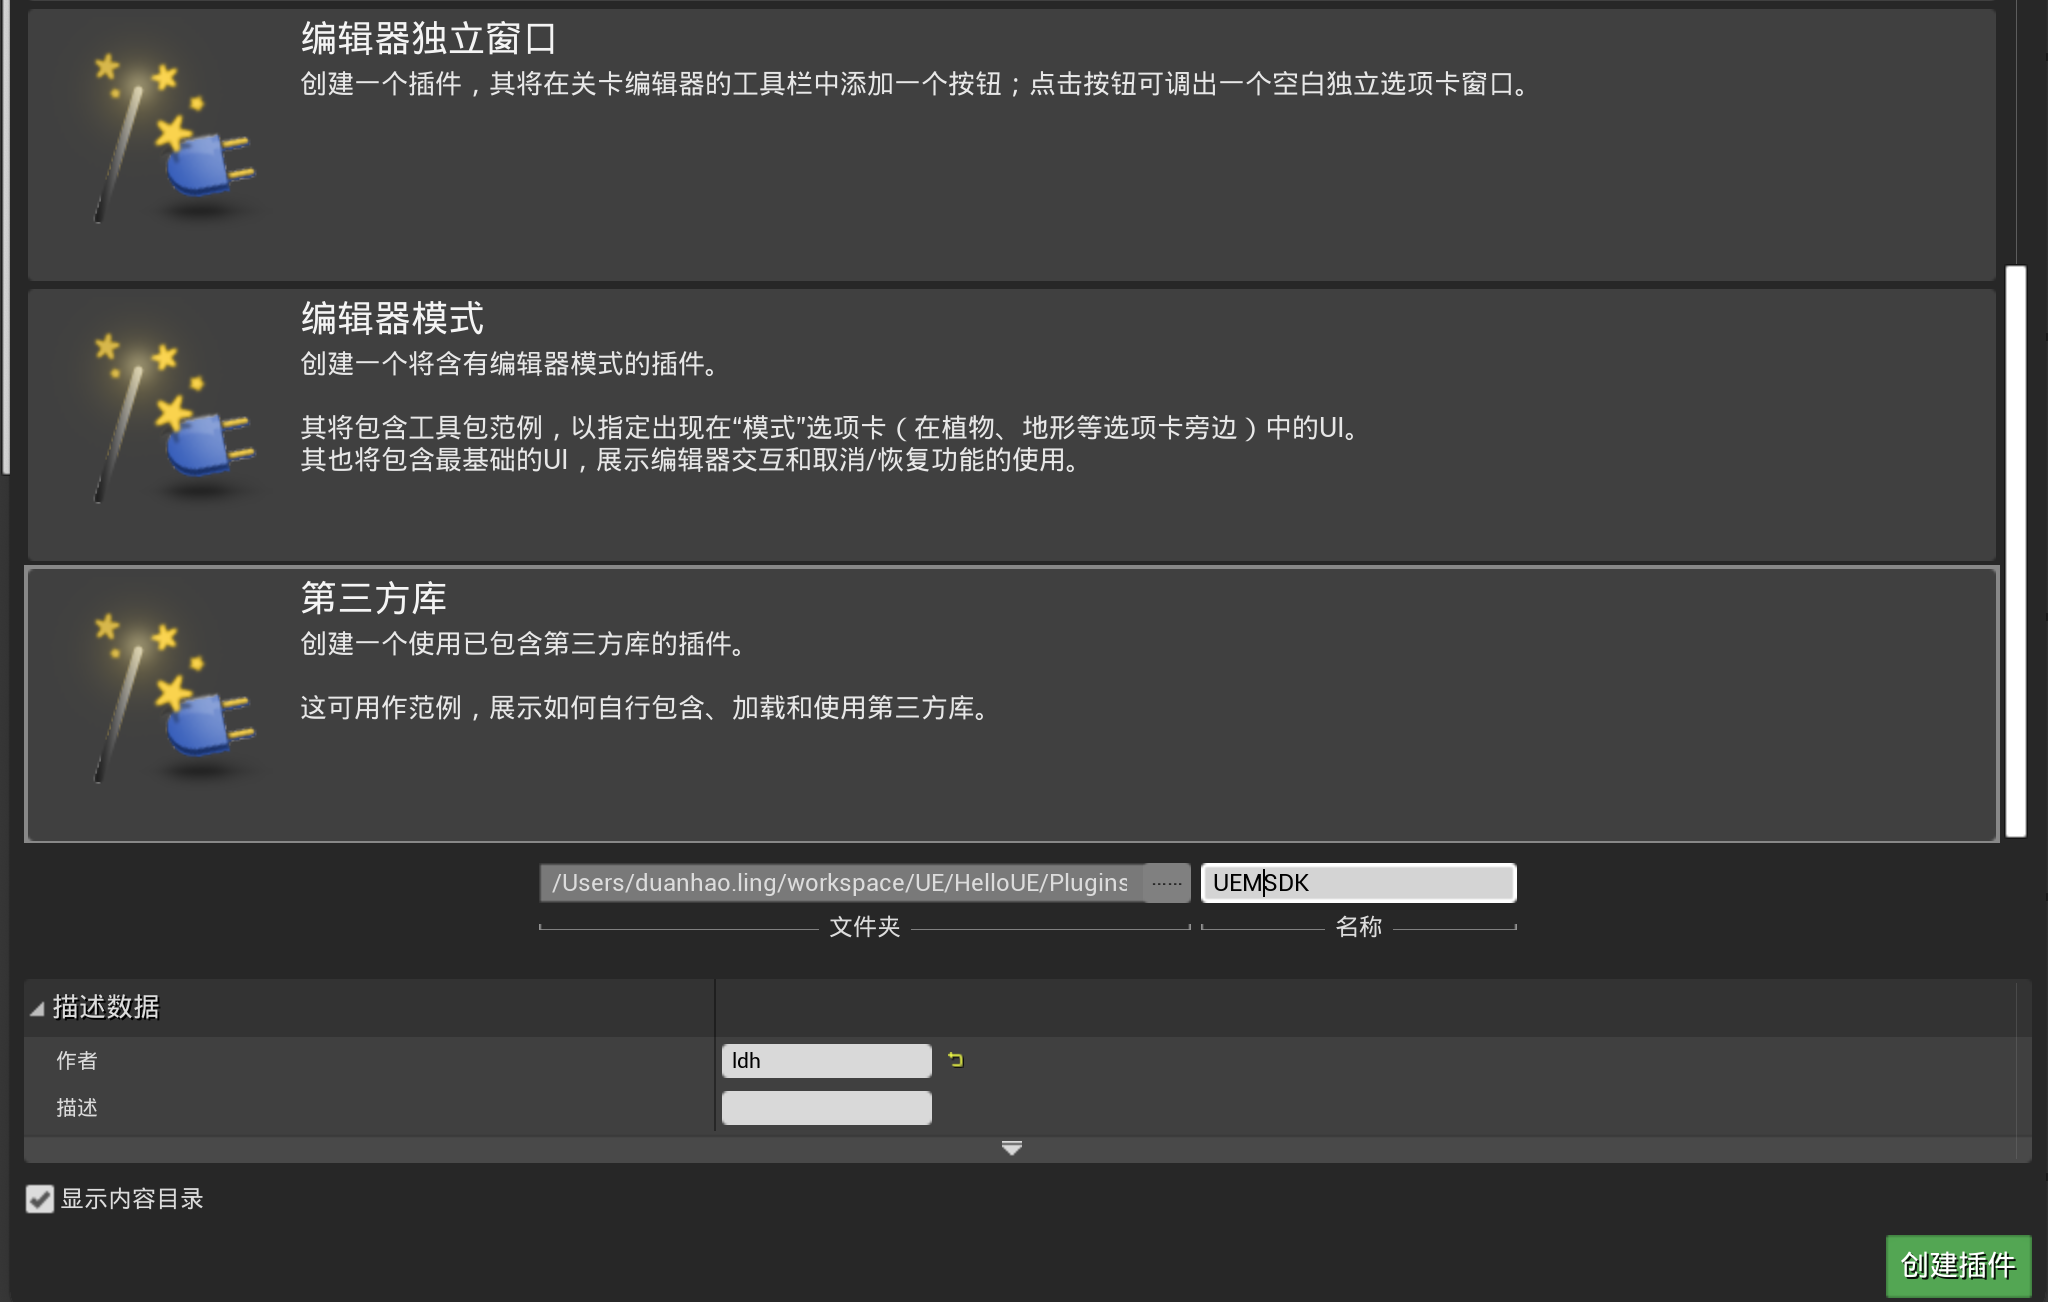 编辑器独立窗口
创建一个插件，其将在关卡编辑器的工具栏中添加一个按钮；点击按钮可调出一个空白独立选项卡窗口。
编辑器模式
创建一个将含有编辑器模式的插件。
其将包含工具包范例，以指定出现在“模式”选项卡（在植物、地形等选项卡旁边）中的UI。
其也将包含最基础的UI，展示编辑器交互和取消/恢复功能的使用。
第三方库
创建一个使用已包含第三方库的插件。
这可用作范例，展示如何自行包含、加载和使用第三方库。
/Users/duanhao.ling/workspace/UE/HelloUE/Plugins
······
UEMSDK
文件夹
名称
描述数据
作者
ldh
描述
显示内容目录
创建插件